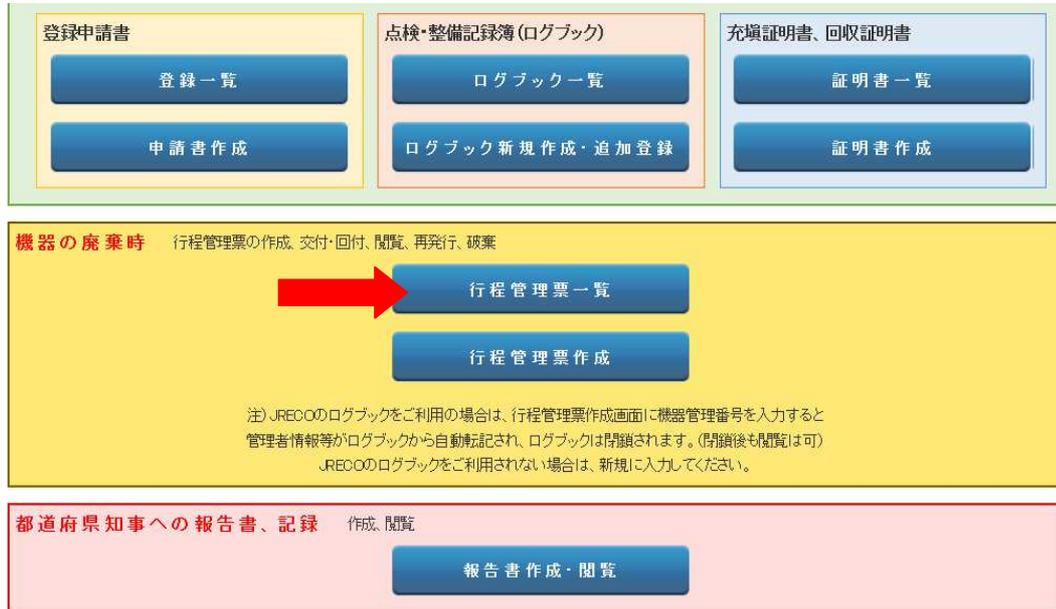 登録申請書
登録一覧
申請書作成
点検・整備記録簿(ログブック)
ログブック一覧
ログブック新規作成・追加登録
充塡証明書、回収証明書
証明書一覧
証明書作成
機器の廃棄時 行程管理票の作成、交付・回付、閲覧、再発行、破棄
行程管理票一覧
行程管理票作成
注) JRECOのログブックをご利用の場合は、行程管理票作成画面に機器管理番号を入力すると
管理者情報等がログブックから自動転記され、ログブックは閉鎖されます。(閉鎖後も閲覧は可)
JRECOのログブックをご利用されない場合は、新規に入力してください。
都道府県知事への報告書、記録 作成、閲覧
報告書作成・閲覧